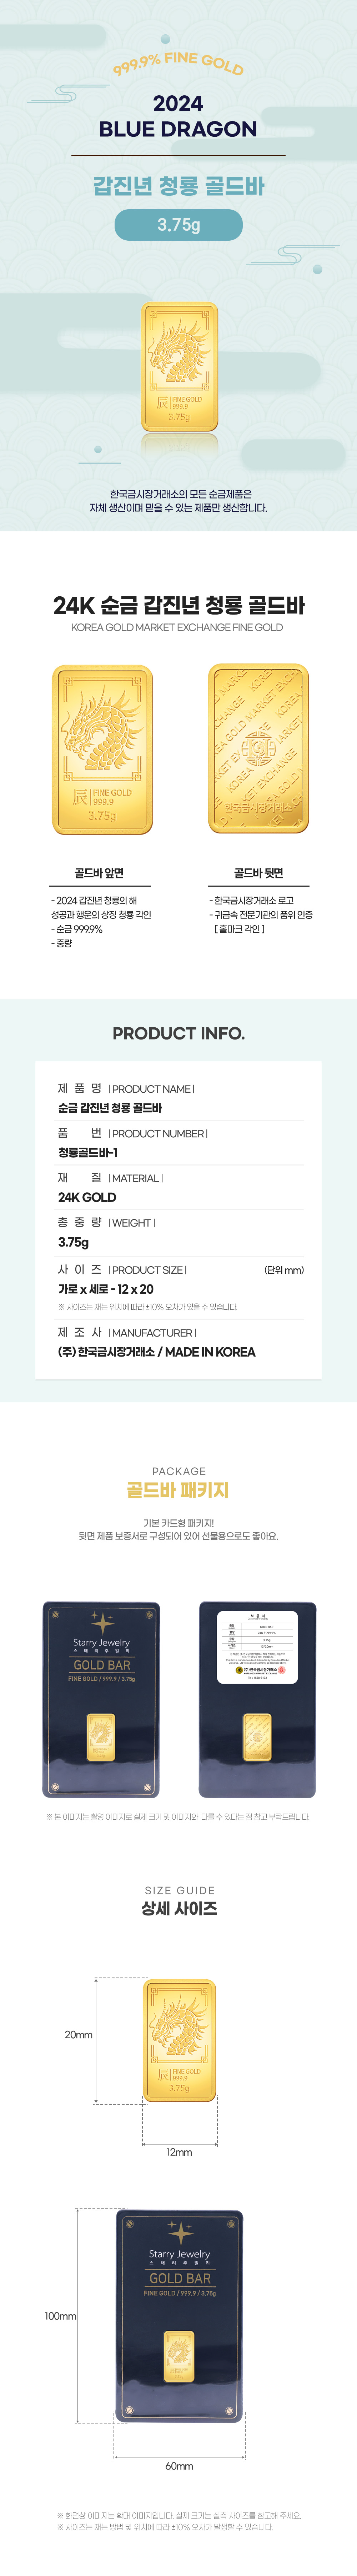 999.9% FINE GOLD
2024
BLUE DRAGON
갑진년 청룡 골드바
3.75g
辰 FINE GOLD
999.9
3.75g
한국금시장거래소의 모든 순금제품은
자체 생산이며 믿을 수 있는 제품만 생산합니다.
24K 순금 갑진년 청룡 골드바
KOREA GOLD MARKET EXCHANGE FINE GOLD
辰 FINE GOLD
999.9
3.75g
KOREA GOLD MARKET EXCHANGE
한국금시장거래소
골드바 앞면
- 2024 갑진년 청룡의 해
성공과 행운의 상징 청룡 각인
- 순금 999.9%
- 중량
골드바 뒷면
- 한국금시장거래소 로고
- 귀금속 전문기관의 품위 인증
[ 홀마크 각인 ]
PRODUCT INFO.
제 품 명 | PRODUCT NAME |
순금 갑진년 청룡 골드바
품 번 | PRODUCT NUMBER |
청룡골드바-1
재 질 | MATERIAL |
24K GOLD
총 중 량 | WEIGHT |
3.75g
사 이 즈 | PRODUCT SIZE | (단위 mm)
가로 x 세로 - 12 x 20
※ 사이즈는 재는 위치에 따라 ±10% 오차가 있을 수 있습니다.
제 조 사 | MANUFACTURER |
(주) 한국금시장거래소 / MADE IN KOREA
PACKAGE
골드바 패키지
기본 카드형 패키지!
뒷면 제품 보증서로 구성되어 있어 선물용으로도 좋아요.
Starry Jewelry
스 태 리 주 얼 리
GOLD BAR
FINE GOLD / 999.9 / 3.75g
보 증 서
GOLD BAR
3.75g
(주)한국금시장거래소
※ 본 이미지는 촬영 이미지로 실제 크기 및 이미지와 다를 수 있다는 점 참고 부탁드립니다.
SIZE GUIDE
상세 사이즈
20mm
辰 FINE GOLD
999.9
3.75g
12mm
100mm
Starry Jewelry
스 태 리 주 얼 리
GOLD BAR
FINE GOLD / 999.9 / 3.75g
60mm
※ 화면상 이미지는 확대 이미지입니다. 실제 크기는 실측 사이즈를 참고해 주세요.
※ 사이즈는 재는 방법 및 위치에 따라 ±10% 오차가 발생할 수 있습니다.